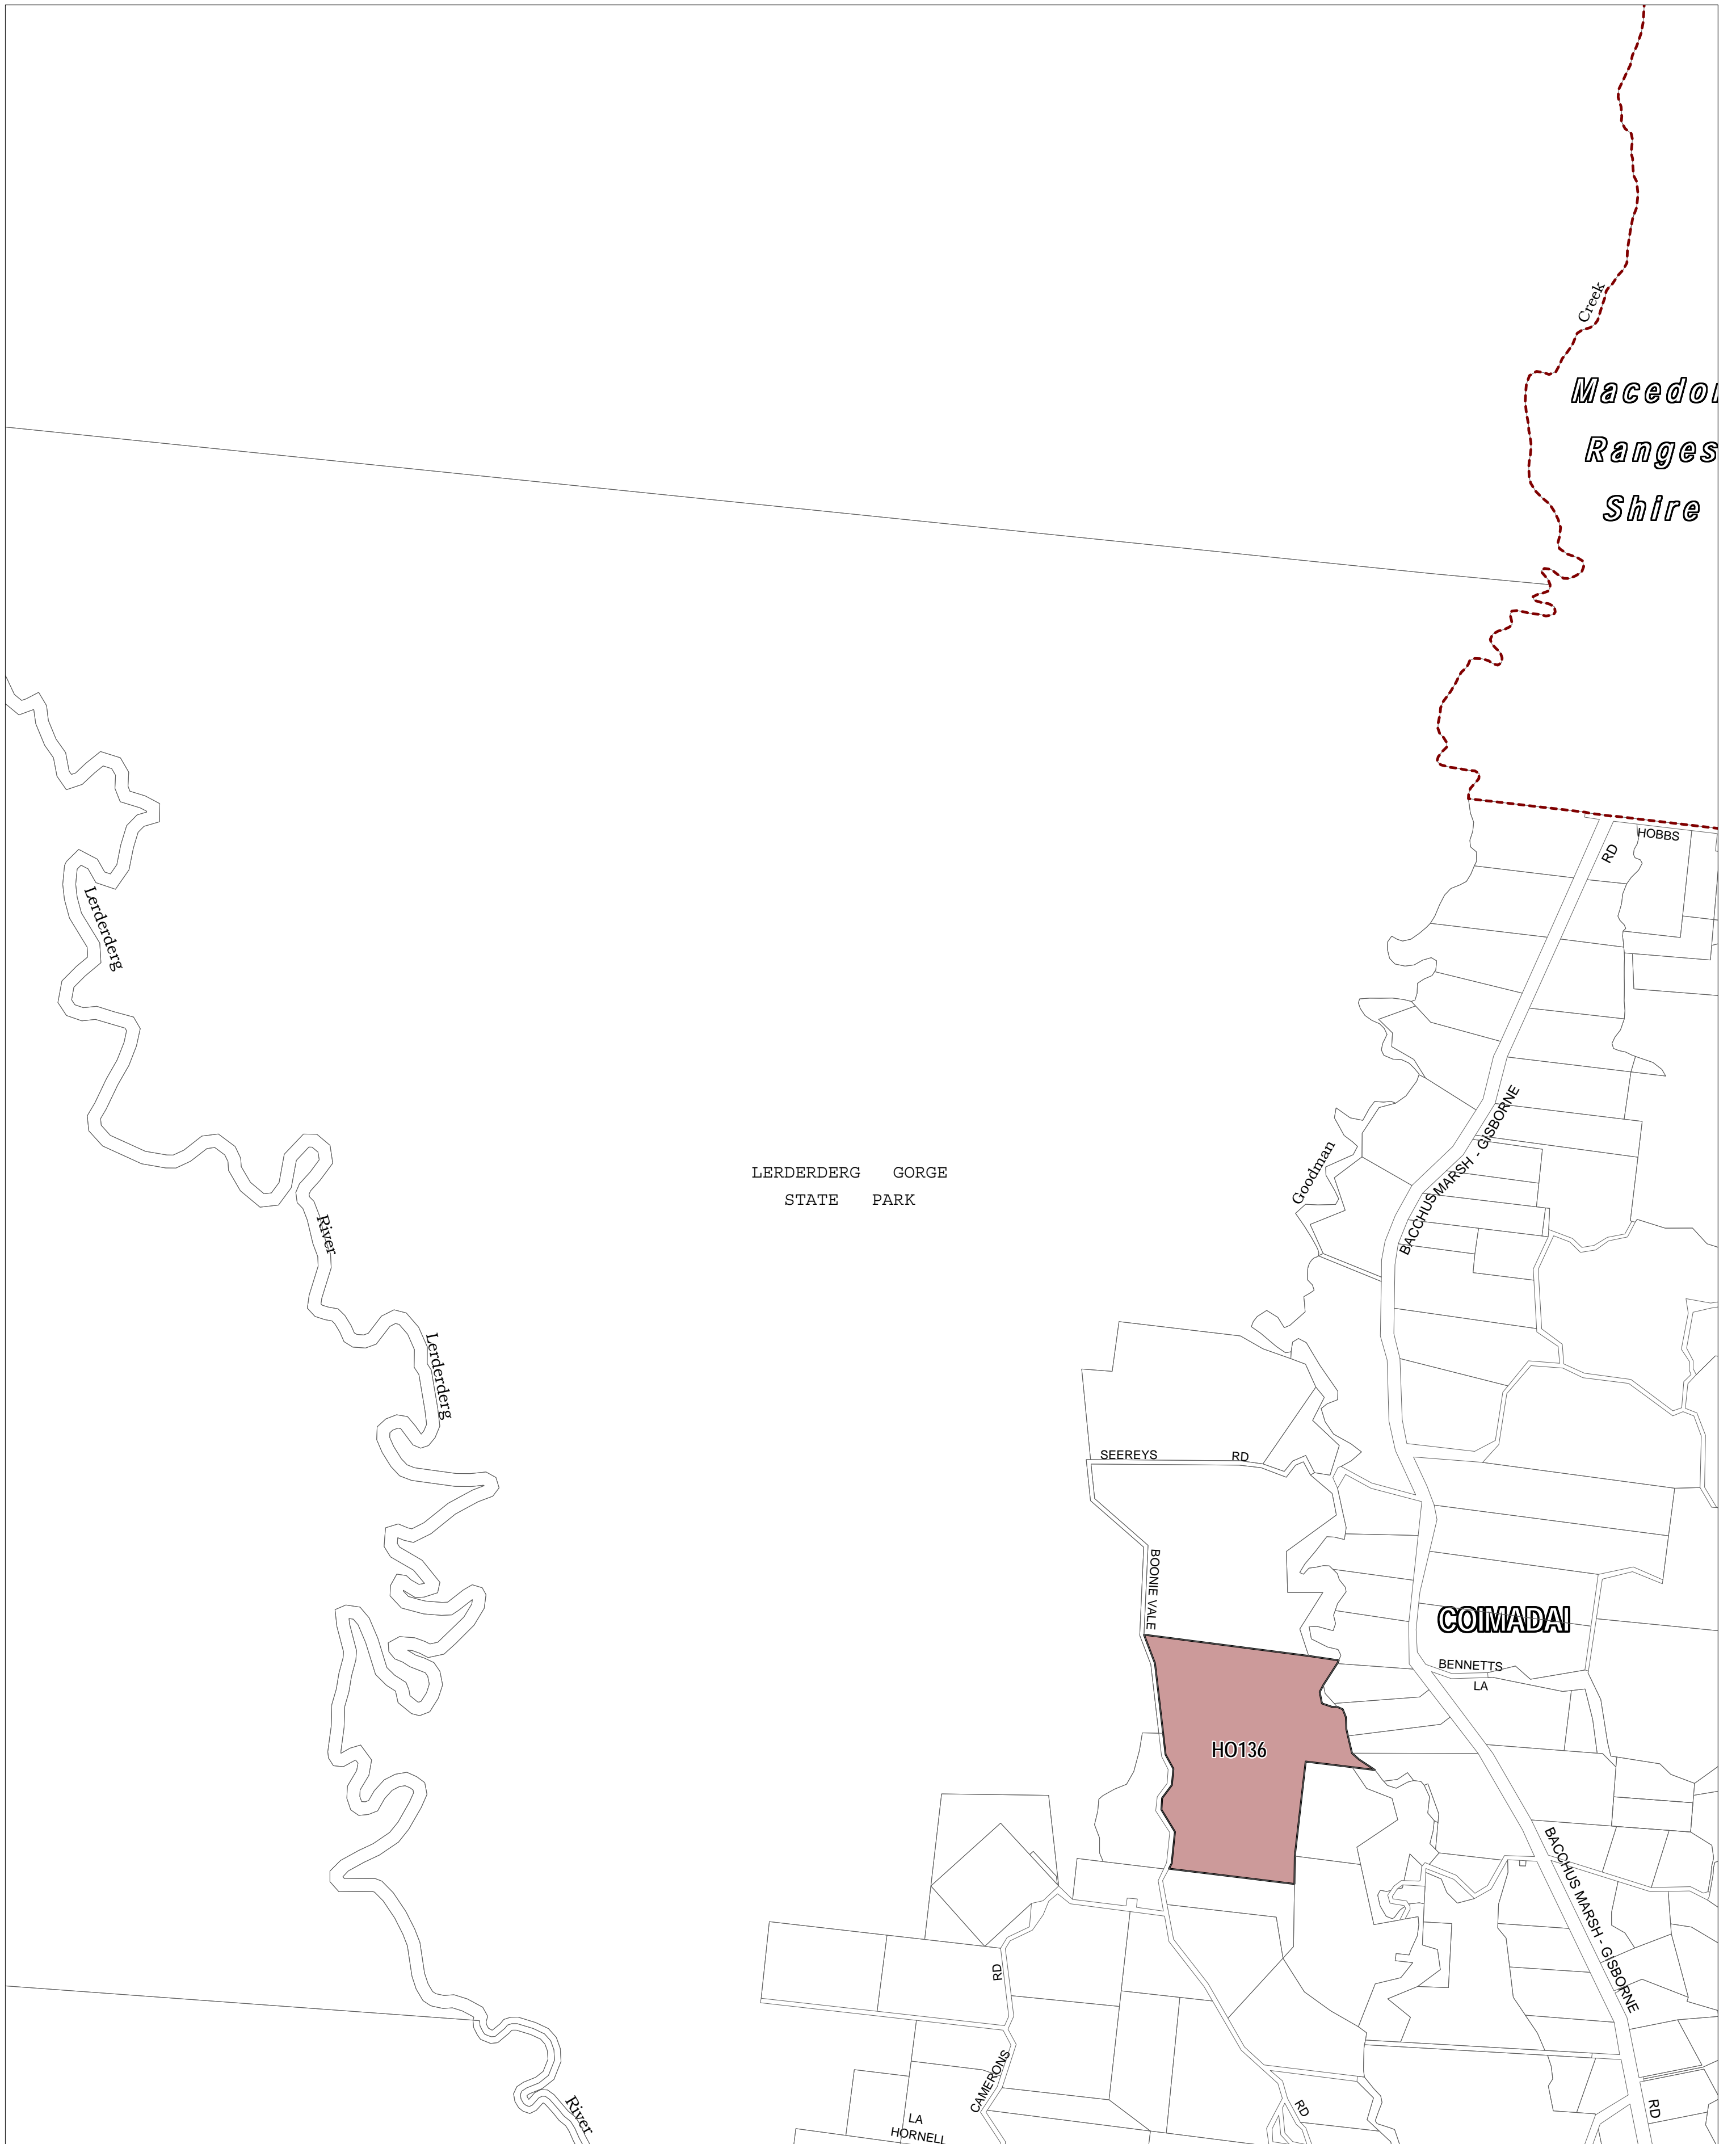 Creek
Macedon
Ranges
Shire
HOBBS
RD
Lerderderg
BACCHUS MARSH - GISBORNE
Goodman
LERDERDERG GORGE
STATE PARK
River
Lerderderg
SEEREYS RD
BOONIE VALE
COIMADAI
BENNETTS
LA
HO136
BACCHUS MARSH - GISBORNE
RD
CAMERONS
River
LA
HORNELL
RD
RD